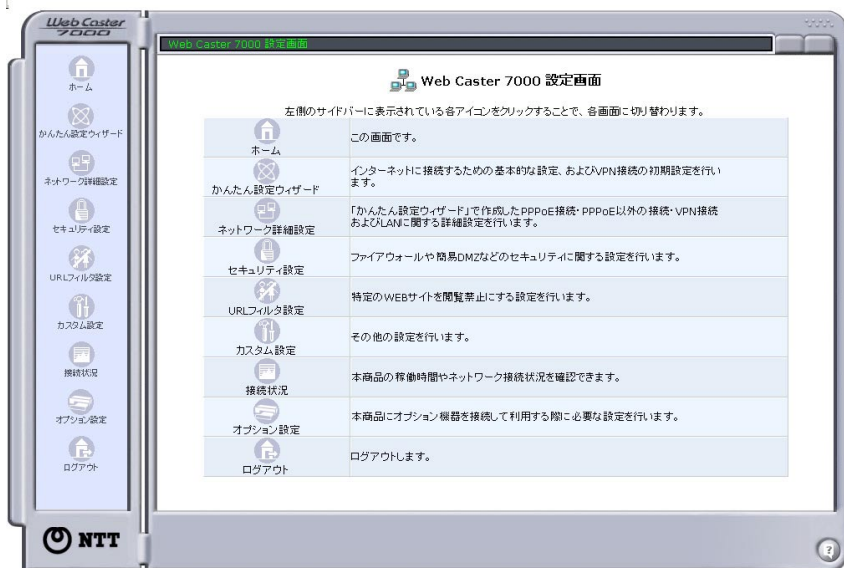 Web Caster
7000
Web Caster 7000 設定画面
ホーム
かんたん設定ウィザード
ネットワーク詳細設定
セキュリティ設定
URLフィルタ設定
カスタム設定
接続状況
オプション設定
ログアウト
NTT
Web Caster 7000 設定画面
左側のサイドバーに表示されている各アイコンをクリックすることで、各画面に切り替わります。
ホーム
この画面です。
かんたん設定ウィザード
インターネットに接続するための基本的な設定、およびVPN接続の初期設定を行い
ます。
ネットワーク詳細設定
「かんたん設定ウィザード」で作成したPPPoE接続・PPPoE以外の接続・VPN接続
およびLANに関する詳細設定を行います。
セキュリティ設定
ファイアウォールや簡易DMZなどのセキュリティに関する設定を行います。
URLフィルタ設定
特定のWEBサイトを閲覧禁止にする設定を行います。
カスタム設定
その他の設定を行います。
接続状況
本商品の稼働時間やネットワーク接続状況を確認できます。
オプション設定
本商品にオプション機器を接続して利用する際に必要な設定を行います。
ログアウト
ログアウトします。
?